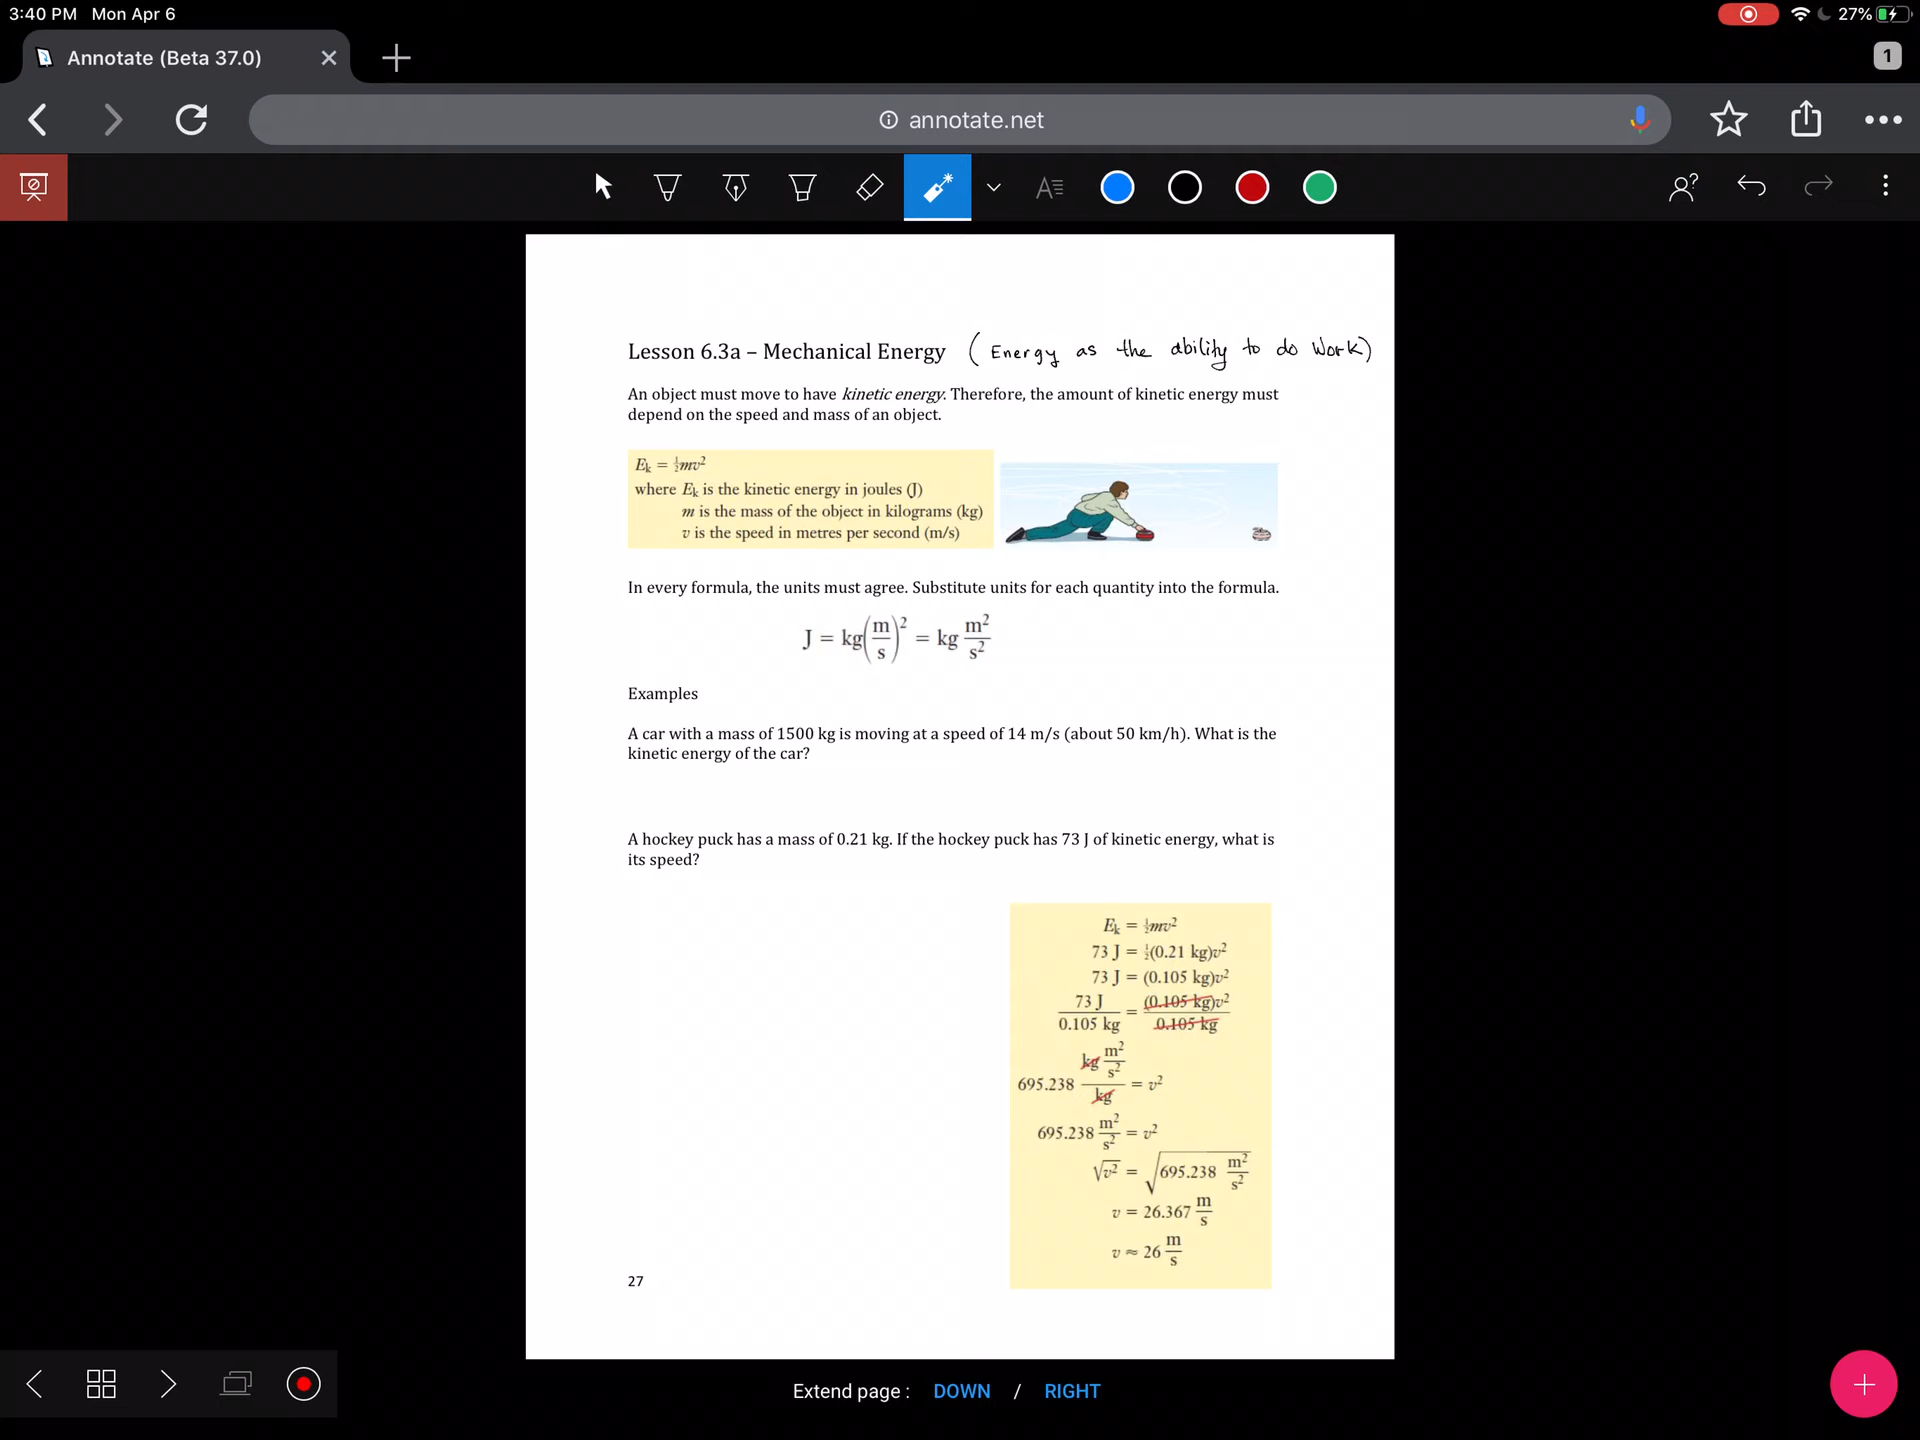 3:40 PM Mon Apr 6
27%
Annotate (Beta 37.0)
1
annotate.net
Lesson 6.3a – Mechanical Energy (Energy as the ability to do work)
An object must move to have kinetic energy. Therefore, the amount of kinetic energy must
depend on the speed and mass of an object.
Eₖ = ½mv²
where Eₖ is the kinetic energy in joules (J)
m is the mass of the object in kilograms (kg)
v is the speed in metres per second (m/s)
In every formula, the units must agree. Substitute units for each quantity into the formula.
J = kg(m/s)² = kg m²/s²
Examples
A car with a mass of 1500 kg is moving at a speed of 14 m/s (about 50 km/h). What is the
kinetic energy of the car?
A hockey puck has a mass of 0.21 kg. If the hockey puck has 73 J of kinetic energy, what is
its speed?
Eₖ = ½mv²
73 J = ½(0.21 kg)v²
73 J = (0.105 kg)v²
73 J / 0.105 kg = (0.105 kg)v² / 0.105 kg
695.238 kg m²/s² / kg = v²
695.238 m²/s² = v²
√v² = √695.238 m²/s²
v = 26.367 m/s
v ≈ 26 m/s
27
Extend page : DOWN / RIGHT